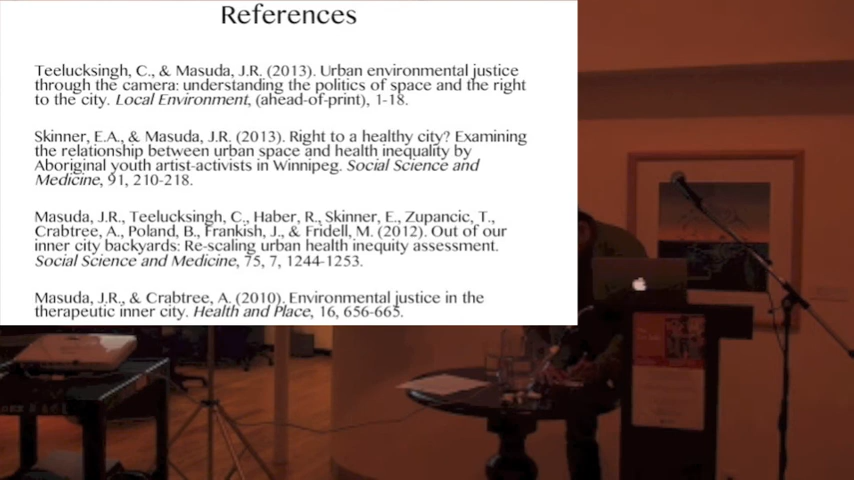 References
Teelucksingh, C., & Masuda, J.R. (2013). Urban environmental justice
through the camera: understanding the politics of space and the right
to the city. Local Environment, (ahead-of-print), 1-18.
Skinner, E.A., & Masuda, J.R. (2013). Right to a healthy city? Examining
the relationship between urban space and health inequality by
Aboriginal youth artist-activists in Winnipeg. Social Science and
Medicine, 91, 210-218.
Masuda, J.R., Teelucksingh, C., Haber, R., Skinner, E., Zupancic, T.,
Crabtree, A., Poland, B., Frankish, J., & Fridell, M. (2012). Out of our
inner city backyards: Re-scaling urban health inequity assessment.
Social Science and Medicine, 75, 7, 1244-1253.
Masuda, J.R., & Crabtree, A. (2010). Environmental justice in the
therapeutic inner city. Health and Place, 16, 656-665.